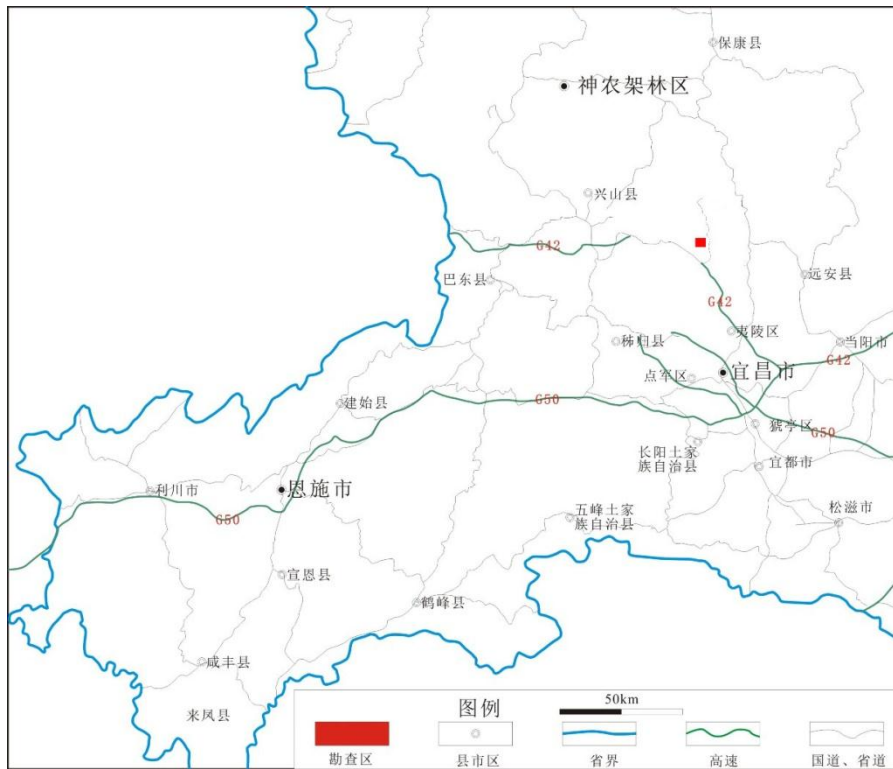 保康县
神农架林区
兴山县
G42
巴东县
远安县
G42
夷陵区
秭归县
当阳市
G42
宜昌市
点军区
建始县
G50
猇亭区
G50
长阳土家
族自治县
宜都市
利川市
恩施市
松滋市
五峰土家
族自治县
G50
宣恩县
鹤峰县
咸丰县
来凤县
图例
50km
勘查区
县市区
省界
高速
国道、省道